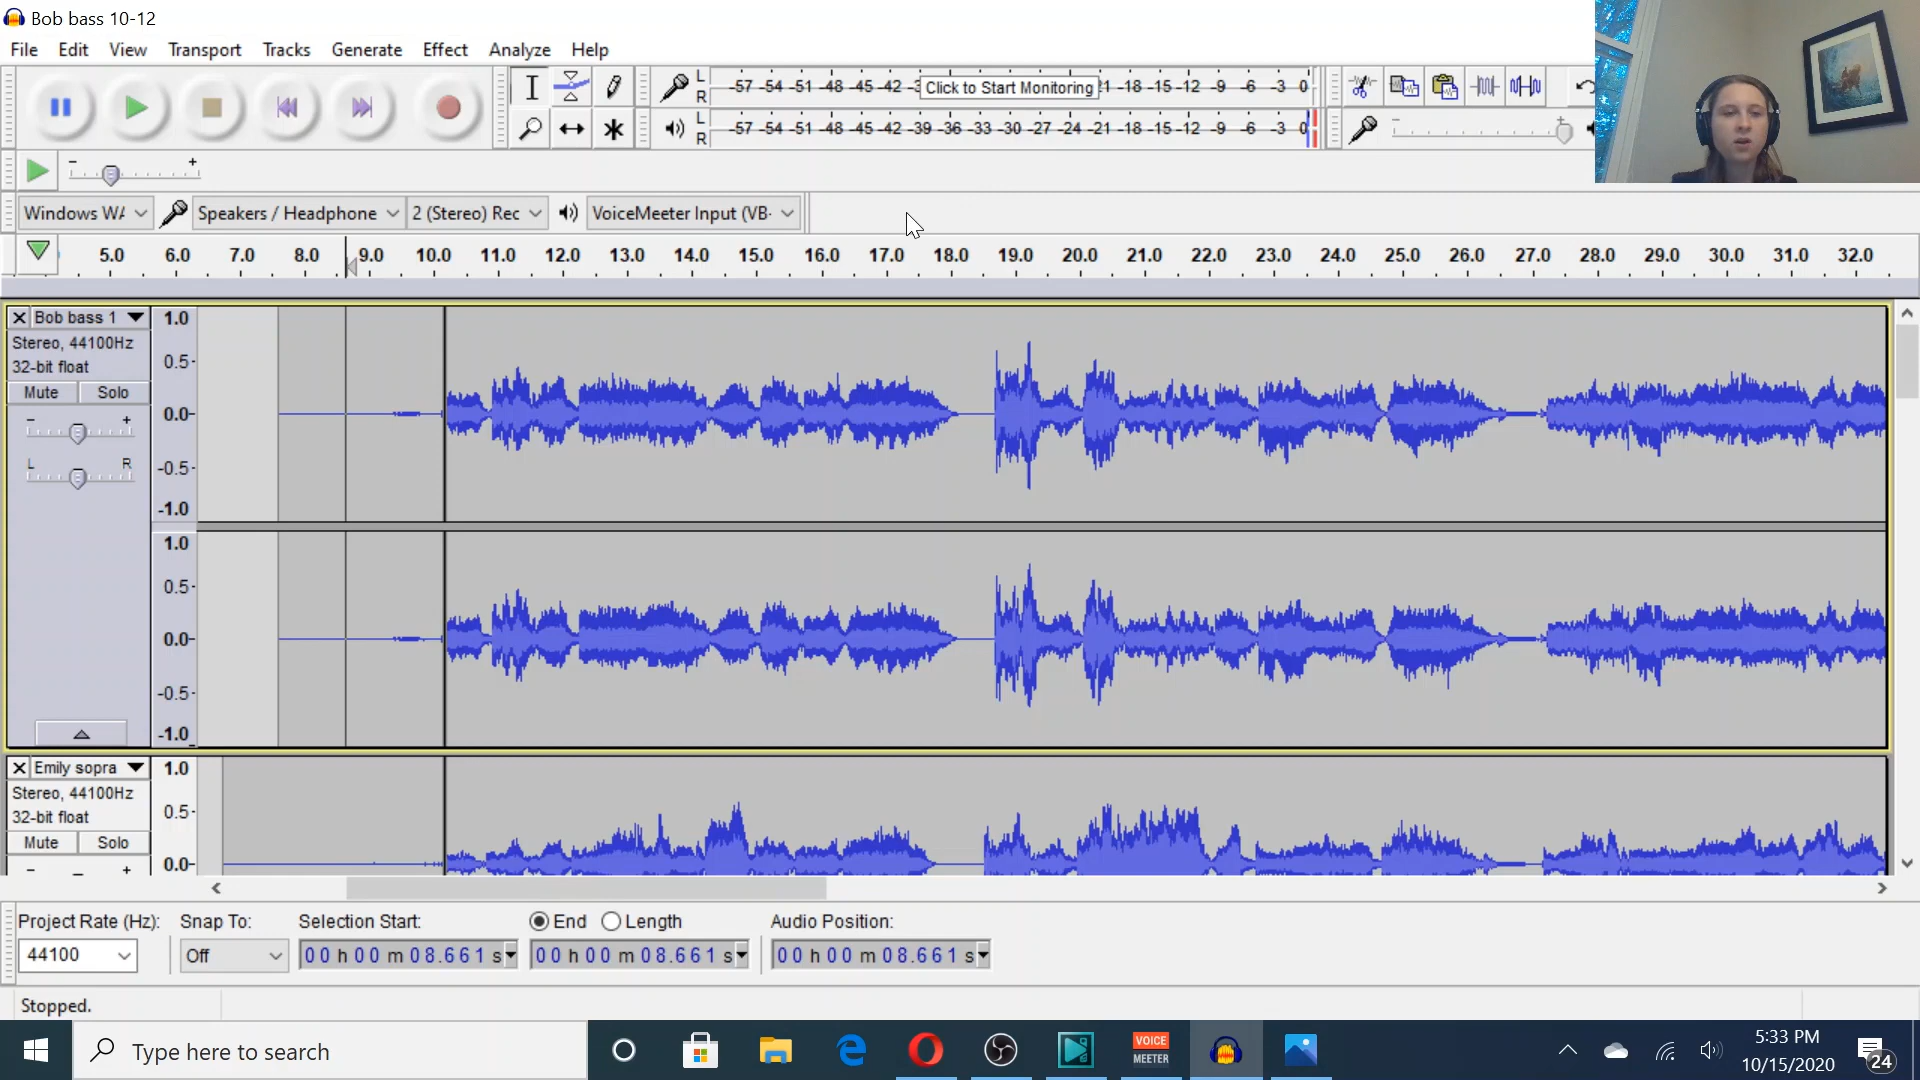 Bob bass 10-12
File Edit View Transport Tracks Generate Effect Analyze Help
L
R
-57 -54 -51 -48 -45 -42 -3 Click to Start Monitoring 1 -18 -15 -12 -9 -6 -3 0
L
R
-57 -54 -51 -48 -45 -42 -39 -36 -33 -30 -27 -24 -21 -18 -15 -12 -9 -6 -3 0
Windows WA Speakers / Headphone 2 (Stereo) Rec VoiceMeeter Input (VB-
5.0 6.0 7.0 8.0 9.0 10.0 11.0 12.0 13.0 14.0 15.0 16.0 17.0 18.0 19.0 20.0 21.0 22.0 23.0 24.0 25.0 26.0 27.0 28.0 29.0 30.0 31.0 32.0
Bob bass 1
Stereo, 44100Hz
32-bit float
Mute Solo
L R
1.0
0.5
0.0
-0.5
-1.0
1.0
0.5
0.0
-0.5
-1.0
Emily sopra
Stereo, 44100Hz
32-bit float
Mute Solo
1.0
0.5
0.0
Project Rate (Hz): Snap To: Selection Start: End Length Audio Position:
44100 Off 00 h 00 m 08.661 s 00 h 00 m 08.661 s 00 h 00 m 08.661 s
Stopped.
Type here to search
VOICE
MEETER
5:33 PM
10/15/2020
24